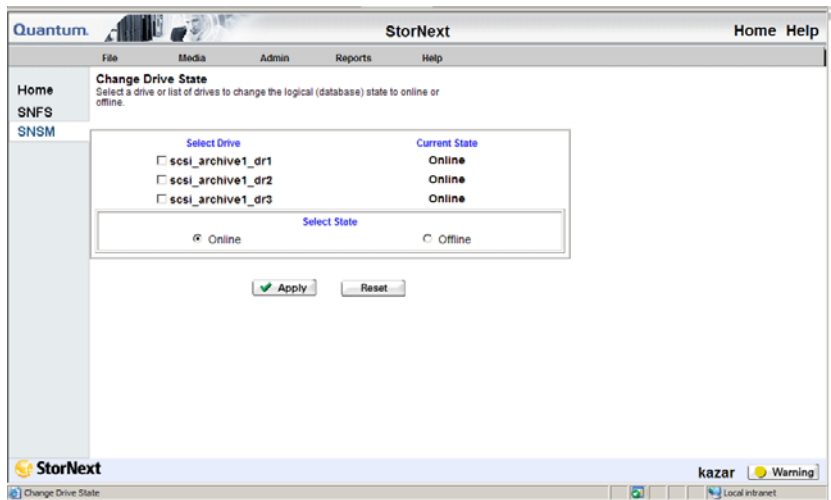 Quantum. StorNext Home Help
File Media Admin Reports Help
Home
SNFS
SNSM
Change Drive State
Select a drive or list of drives to change the logical (database) state to online or
offline.
Select Drive Current State
scsi_archive1_dr1 Online
scsi_archive1_dr2 Online
scsi_archive1_dr3 Online
Select State
Online Offline
Apply Reset
StorNext kazar Warning
Change Drive State Local intranet